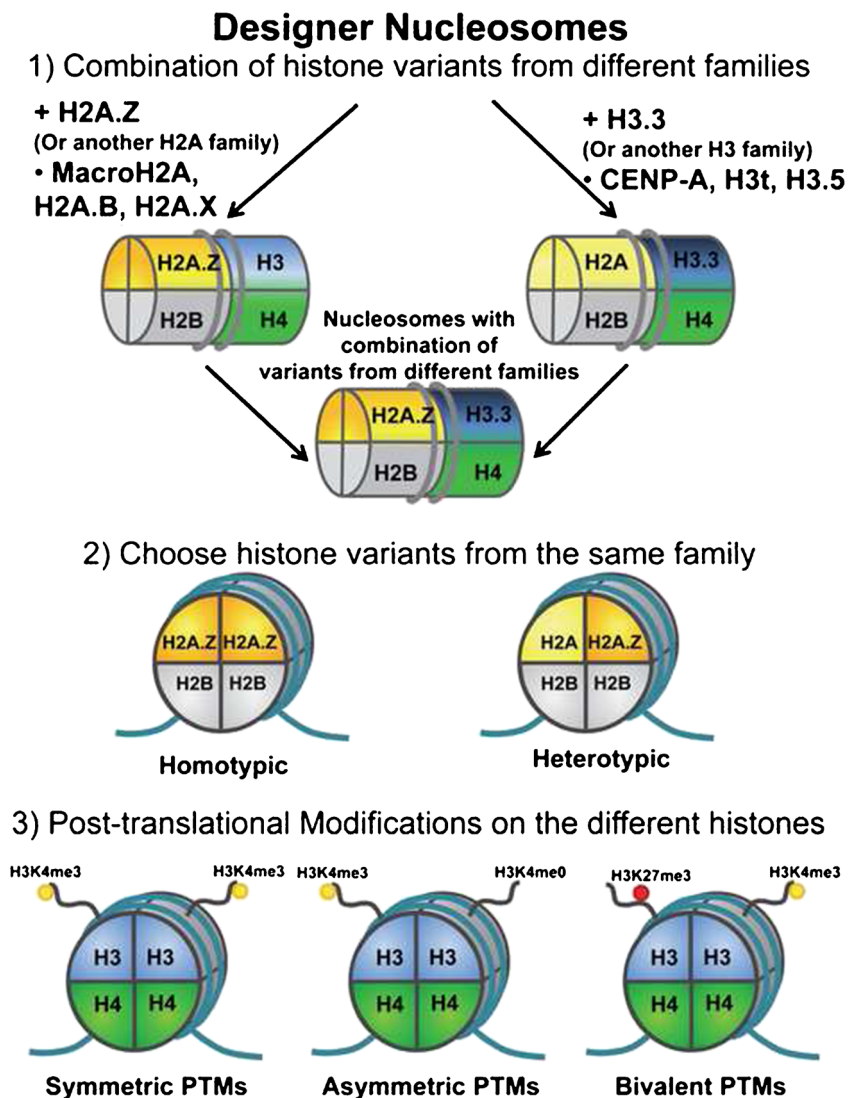 Designer Nucleosomes
1) Combination of histone variants from different families
+ H2A.Z
(Or another H2A family)
• MacroH2A,
H2A.B, H2A.X
+ H3.3
(Or another H3 family)
• CENP-A, H3t, H3.5
H2A.Z H3
H2B H4
H2A H3.3
H2B H4
Nucleosomes with
combination of
variants from different families
H2A.Z H3.3
H2B H4
2) Choose histone variants from the same family
H2A.Z H2A.Z
H2B H2B
Homotypic
H2A H2A.Z
H2B H2B
Heterotypic
3) Post-translational Modifications on the different histones
H3K4me3 H3K4me3
H3 H3
H4 H4
Symmetric PTMs
H3K4me3 H3K4me0
H3 H3
H4 H4
Asymmetric PTMs
H3K27me3 H3K4me3
H3 H3
H4 H4
Bivalent PTMs